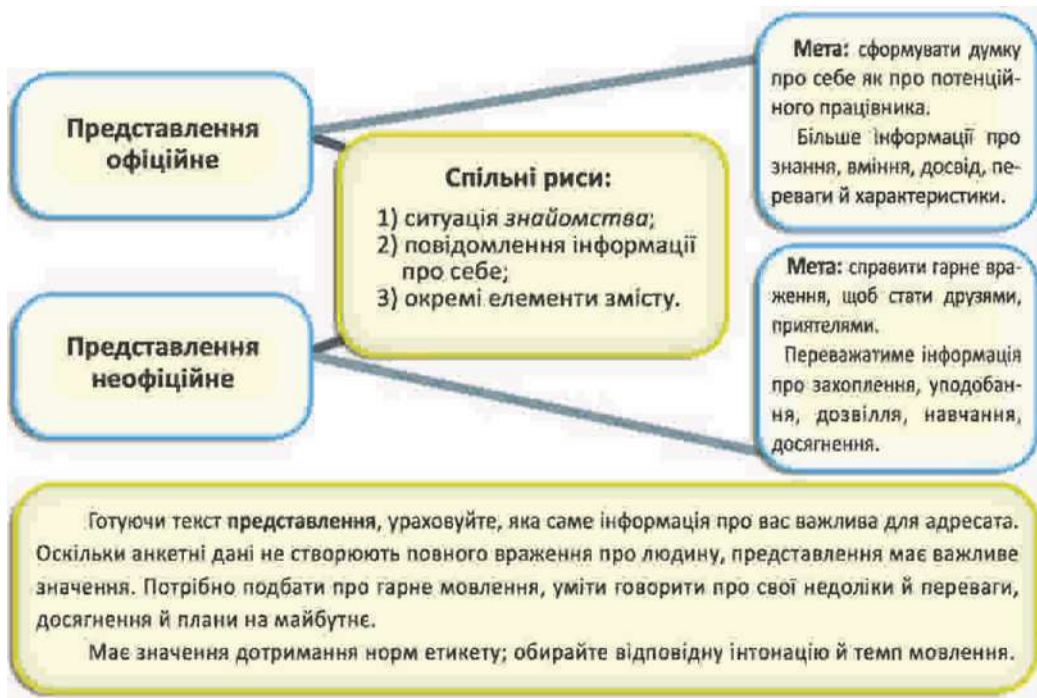 Представлення
офіційне
Мета: сформувати думку
про себе як про потенцій-
ного працівника.
Більше інформації про
знання, вміння, досвід, пе-
реваги й характеристики.
Спільні риси:
1) ситуація знайомства;
2) повідомлення інформації
про себе;
3) окремі елементи змісту.
Представлення
неофіційне
Мета: справити гарне вра-
ження, щоб стати друзями,
приятелями.
Переважатиме інформація
про захоплення, уподобан-
ня, дозвілля, навчання,
досягнення.
Готуючи текст представлення, ураховуйте, яка саме інформація про вас важлива для адресата.
Оскільки анкетні дані не створюють повного враження про людину, представлення має важливе
значення. Потрібно подбати про гарне мовлення, уміти говорити про свої недоліки й переваги,
досягнення й плани на майбутнє.
Має значення дотримання норм етикету; обирайте відповідну інтонацію й темп мовлення.